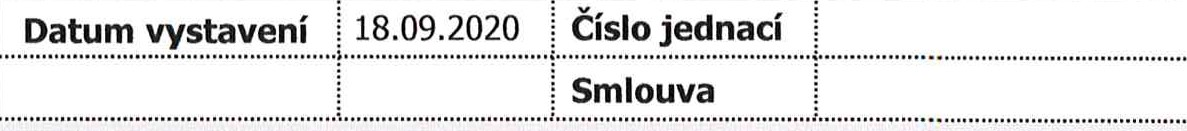 Datum vystavení 18.09.2020 Číslo jednací
Smlouva